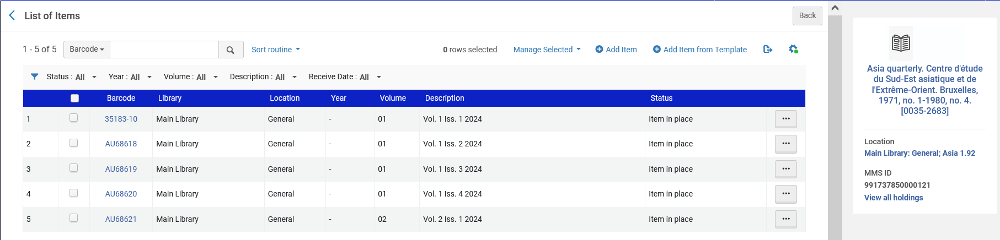 List of Items
Back
1 - 5 of 5 Barcode Sort routine 0 rows selected Manage Selected Add Item Add Item from Template
Status : All Year : All Volume : All Description : All Receive Date : All
Barcode Library Location Year Volume Description Status
1 35183-10 Main Library General - 01 Vol. 1 Iss. 1 2024 Item in place •••
2 AU68618 Main Library General - 01 Vol. 1 Iss. 2 2024 Item in place •••
3 AU68619 Main Library General - 01 Vol. 1 Iss. 3 2024 Item in place •••
4 AU68620 Main Library General - 01 Vol. 1 Iss. 4 2024 Item in place •••
5 AU68621 Main Library General - 02 Vol. 2 Iss. 1 2024 Item in place •••
Asia quarterly. Centre d'étude
du Sud-Est asiatique et de
l'Extrême-Orient. Bruxelles,
1971, no. 1-1980, no. 4.
[0035-2683]
Location
Main Library: General; Asia 1.92
MMS ID
991737850000121
View all holdings